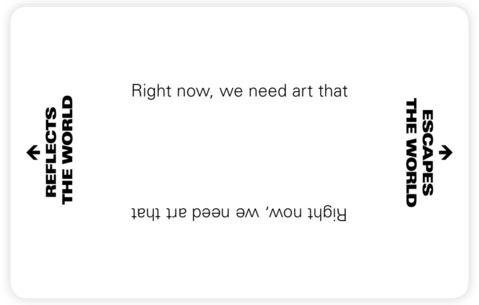 Right now, we need art that
← REFLECTS
THE WORLD
ESCAPES →
THE WORLD
Right now, we need art that